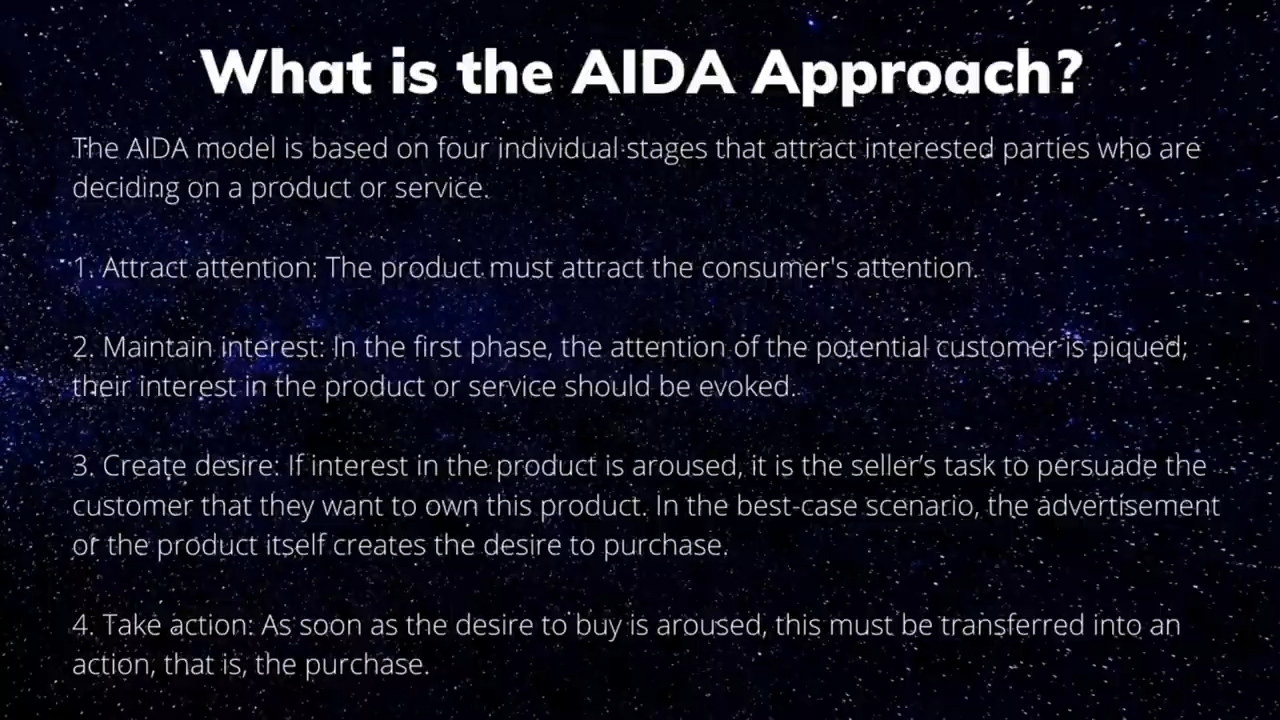 What is the AIDA Approach?
The AIDA model is based on four individual stages that attract interested parties who are
deciding on a product or service.
1. Attract attention: The product must attract the consumer's attention.
2. Maintain interest: In the first phase, the attention of the potential customer is piqued;
their interest in the product or service should be evoked.
3. Create desire: If interest in the product is aroused, it is the seller’s task to persuade the
customer that they want to own this product. In the best-case scenario, the advertisement
or the product itself creates the desire to purchase.
4. Take action: As soon as the desire to buy is aroused, this must be transferred into an
action, that is, the purchase.